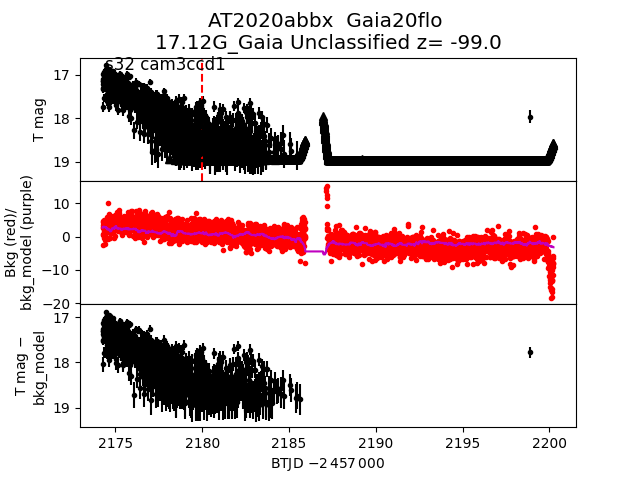 AT2020abbx  Gaia20flo
17.12G_Gaia Unclassified z= -99.0
s32 cam3ccd1
17
18
19
T mag
10
0
−10
−20
Bkg (red)/
bkg_model (purple)
17
18
19
T mag −
bkg_model
2175
2180
2185
2190
2195
2200
BTJD −2 457 000